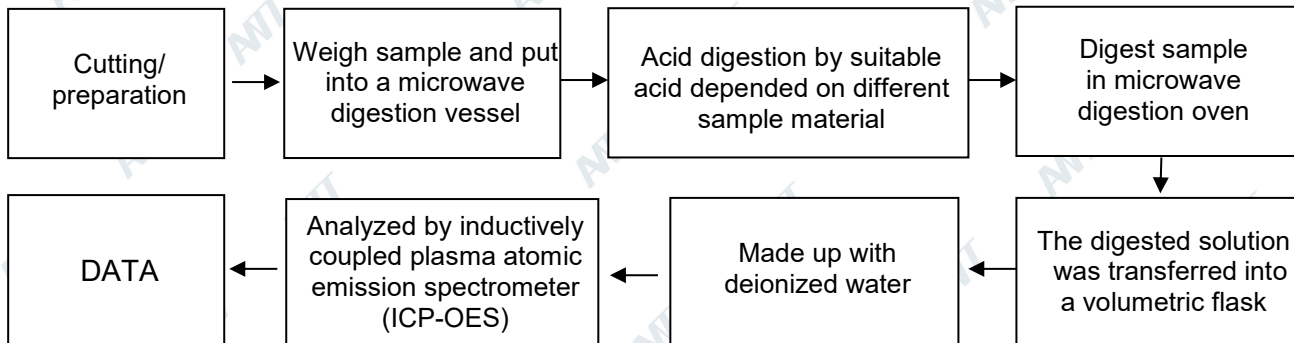 Cutting/
preparation
Weigh sample and put
into a microwave
digestion vessel
Acid digestion by suitable
acid depended on different
sample material
Digest sample
in microwave
digestion oven
The digested solution
was transferred into
a volumetric flask
Made up with
deionized water
Analyzed by inductively
coupled plasma atomic
emission spectrometer
(ICP-OES)
DATA